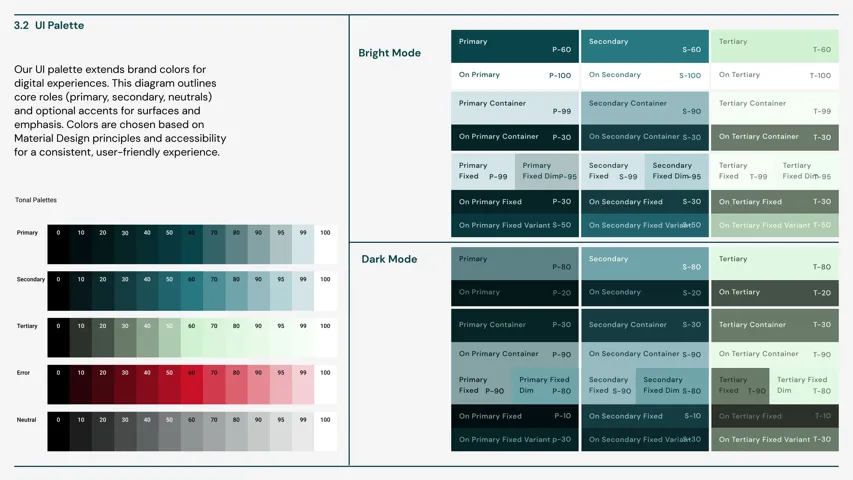 3.2 UI Palette
Our UI palette extends brand colors for
digital experiences. This diagram outlines
core roles (primary, secondary, neutrals)
and optional accents for surfaces and
emphasis. Colors are chosen based on
Material Design principles and accessibility
for a consistent, user-friendly experience.
Tonal Palettes
Primary 0 10 20 30 40 50 60 70 80 90 95 99 100
Secondary 0 10 20 30 40 50 60 70 80 90 95 99 100
Tertiary 0 10 20 30 40 50 60 70 80 90 95 99 100
Error 0 10 20 30 40 50 60 70 80 90 95 99 100
Neutral 0 10 20 30 40 50 60 70 80 90 95 99 100
Bright Mode
Primary P-60 Secondary S-60 Tertiary T-60
On Primary P-100 On Secondary S-100 On Tertiary T-100
Primary Container P-99 Secondary Container S-90 Tertiary Container T-99
On Primary Container P-30 On Secondary Container S-30 On Tertiary Container T-30
Primary Primary Secondary Secondary Tertiary Tertiary
Fixed P-99 Fixed Dim P-95 Fixed S-99 Fixed Dim S-95 Fixed T-99 Fixed Dim T-95
On Primary Fixed P-30 On Secondary Fixed S-30 On Tertiary Fixed T-30
On Primary Fixed Variant S-50 On Secondary Fixed Variant S-50 On Tertiary Fixed Variant T-50
Dark Mode
Primary P-80 Secondary S-80 Tertiary T-80
On Primary P-20 On Secondary S-20 On Tertiary T-20
Primary Container P-30 Secondary Container S-30 Tertiary Container T-30
On Primary Container P-90 On Secondary Container S-90 On Tertiary Container T-90
Primary Primary Fixed Secondary Secondary Tertiary Tertiary Fixed
Fixed P-90 Dim P-80 Fixed S-90 Fixed Dim S-80 Fixed T-90 Dim T-80
On Primary Fixed P-10 On Secondary Fixed S-10 On Tertiary Fixed T-10
On Primary Fixed Variant p-30 On Secondary Fixed Variant S-30 On Tertiary Fixed Variant T-30